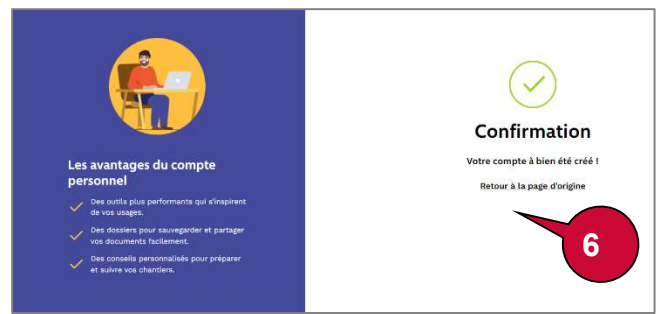 Les avantages du compte
personnel
Des outils plus performants qui s'inspirent
de vos usages.
Des dossiers pour sauvegarder et partager
vos documents facilement.
Des conseils personnalisés pour préparer
et suivre vos chantiers.
Confirmation
Votre compte à bien été créé !
Retour à la page d'origine
6